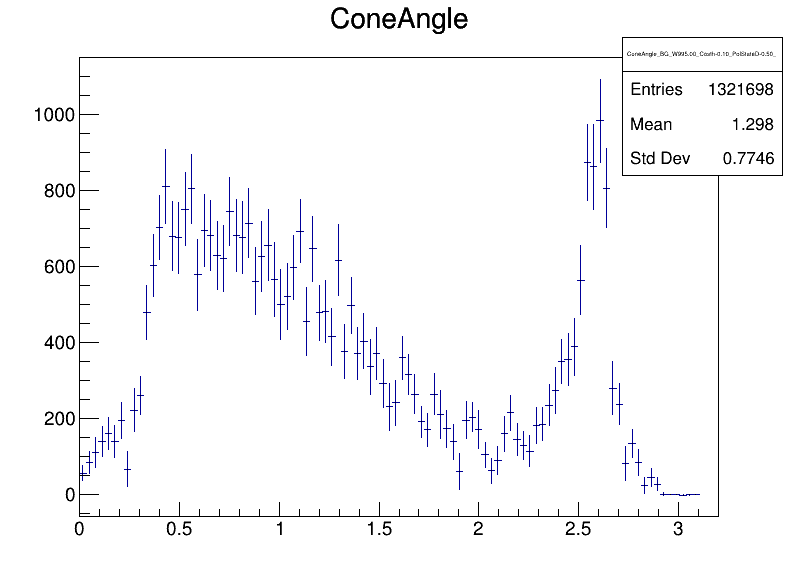 ConeAngle
ConeAngle_BG_W995.00_Costh-0.10_PolStateD-0.50_
Entries 1321698
Mean 1.298
Std Dev 0.7746
1000
800
600
400
200
0
0 0.5 1 1.5 2 2.5 3